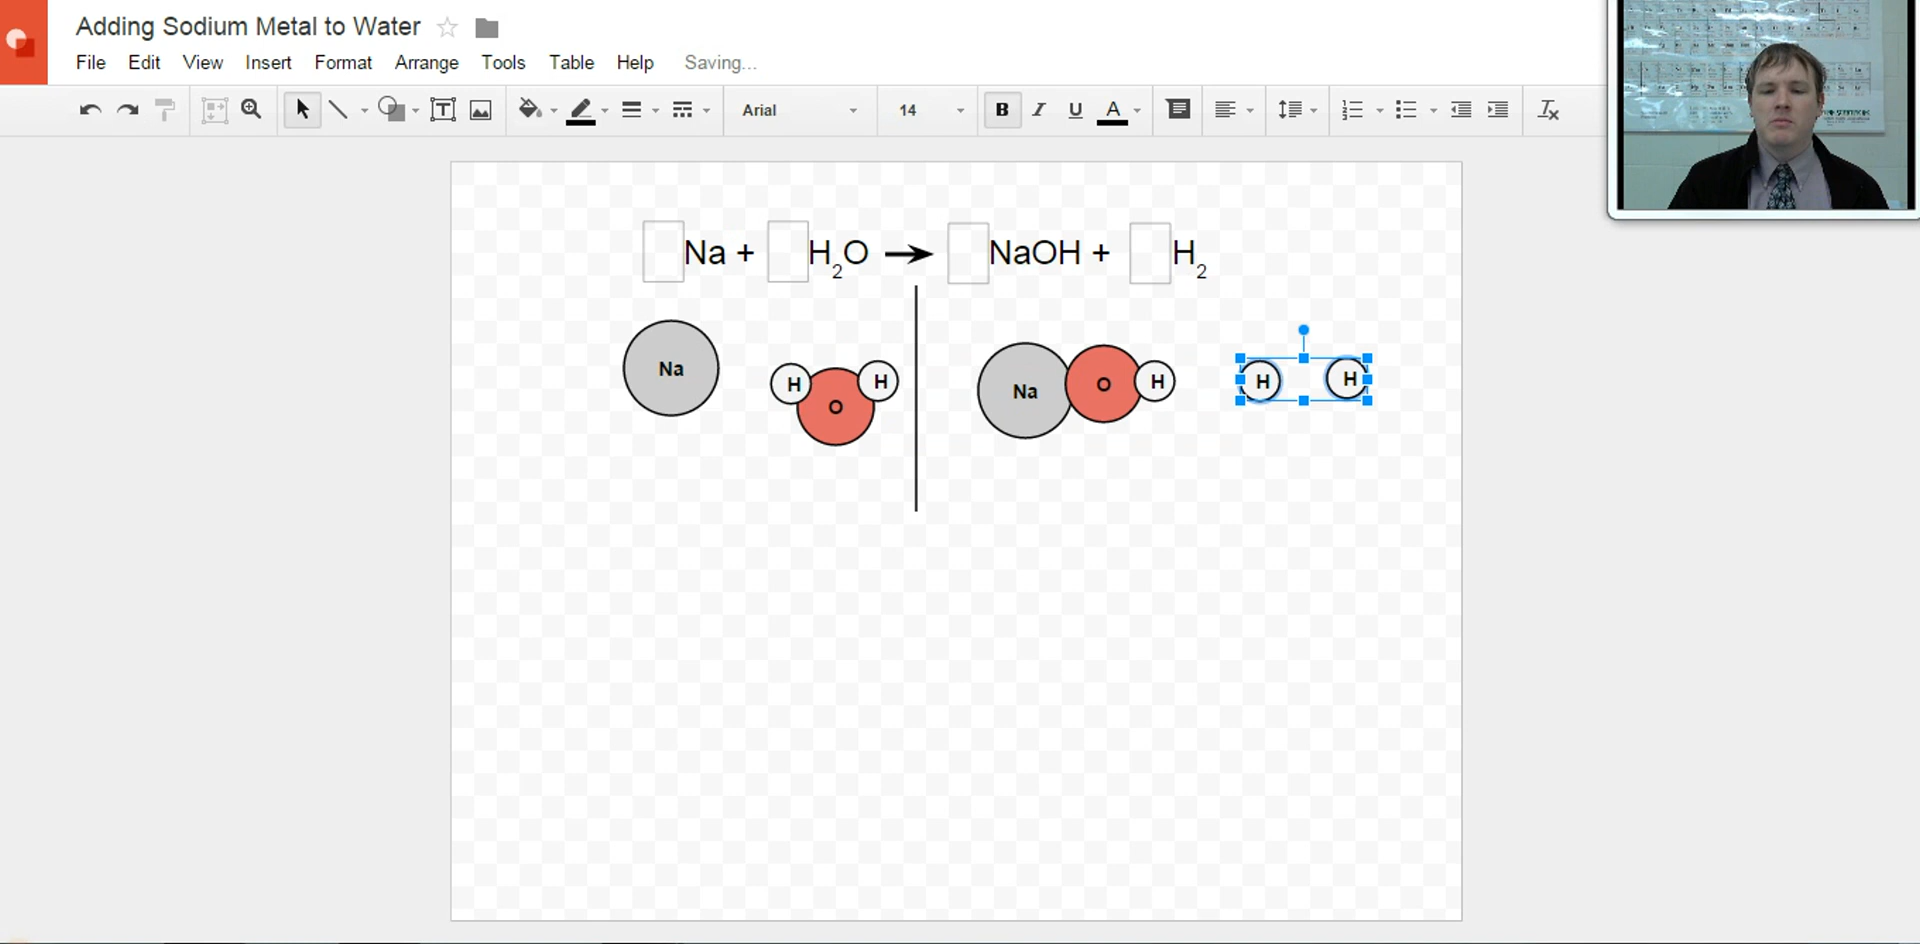 Adding Sodium Metal to Water
File Edit View Insert Format Arrange Tools Table Help Saving...
Arial 14 B I U A
Na + H2O → NaOH + H2
Na H O H Na O H H H